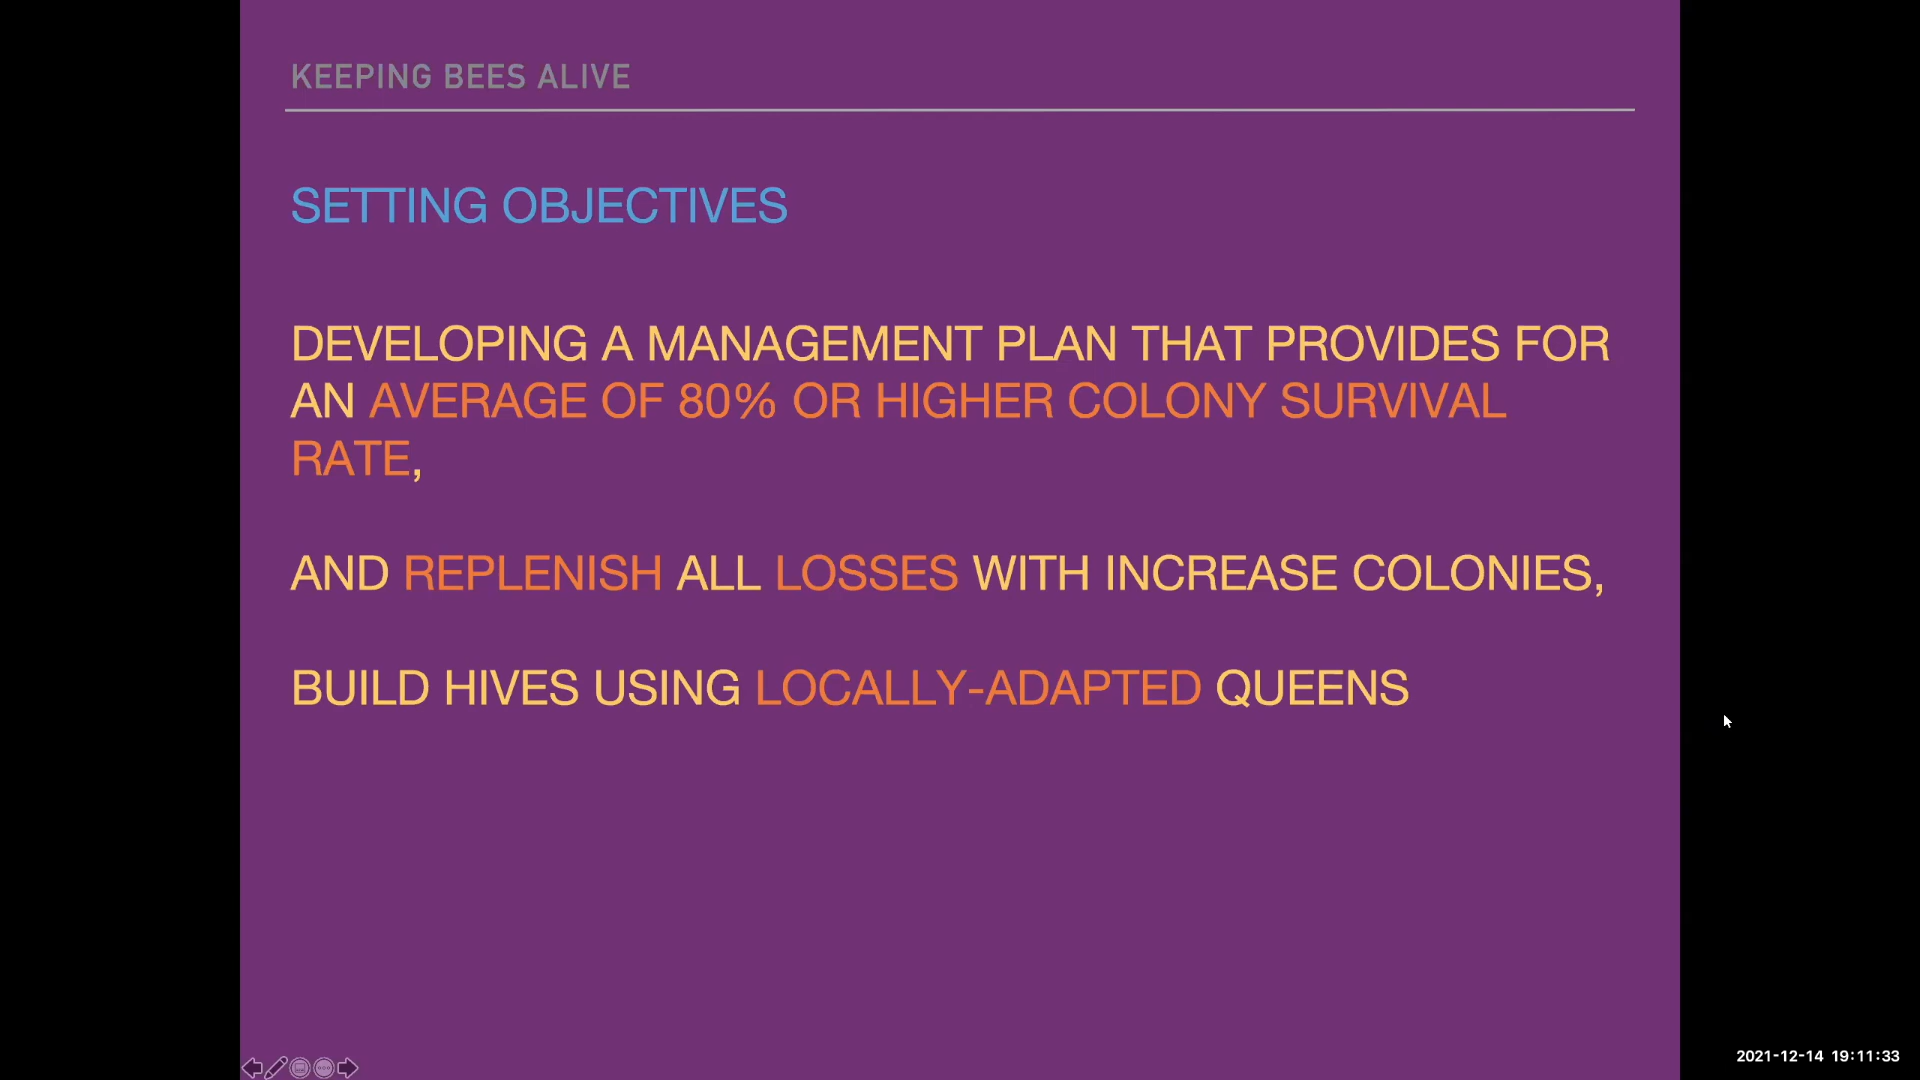 KEEPING BEES ALIVE
SETTING OBJECTIVES
DEVELOPING A MANAGEMENT PLAN THAT PROVIDES FOR
AN AVERAGE OF 80% OR HIGHER COLONY SURVIVAL
RATE,
AND REPLENISH ALL LOSSES WITH INCREASE COLONIES,
BUILD HIVES USING LOCALLY-ADAPTED QUEENS
2021-12-14 19:11:33